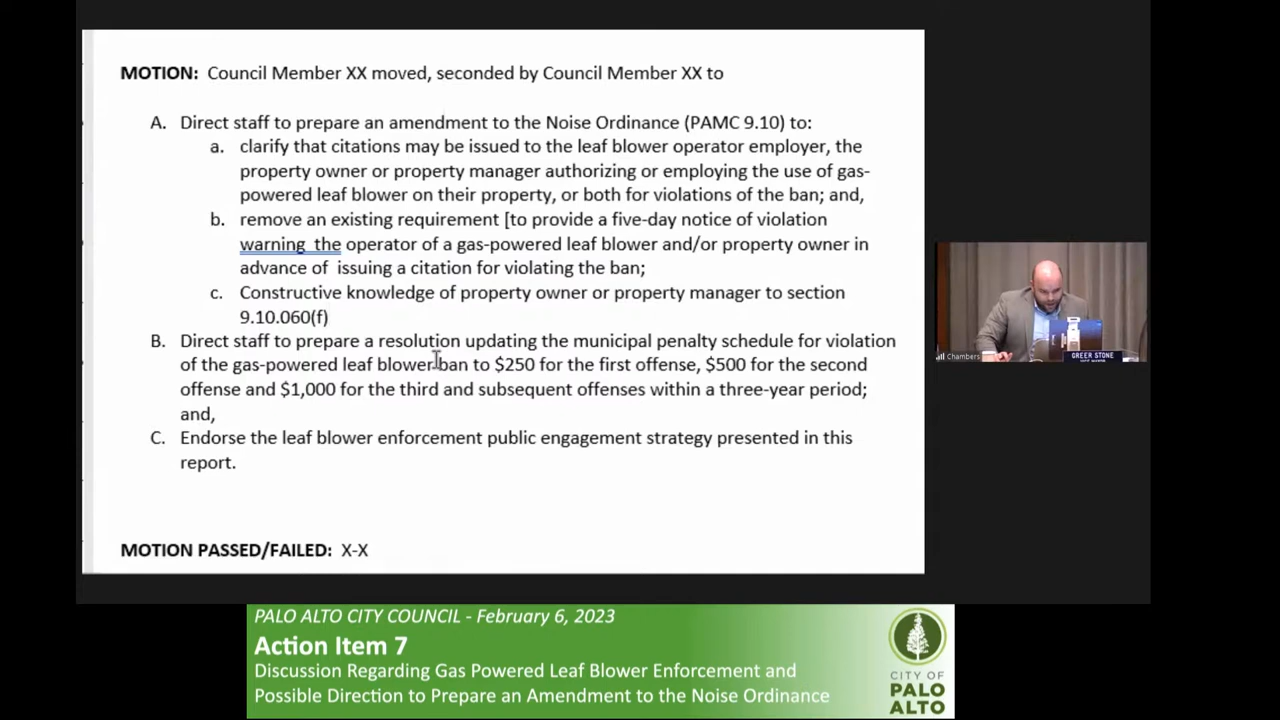 MOTION: Council Member XX moved, seconded by Council Member XX to
A. Direct staff to prepare an amendment to the Noise Ordinance (PAMC 9.10) to:
a. clarify that citations may be issued to the leaf blower operator employer, the
property owner or property manager authorizing or employing the use of gas-
powered leaf blower on their property, or both for violations of the ban; and,
b. remove an existing requirement [to provide a five-day notice of violation
warning the operator of a gas-powered leaf blower and/or property owner in
advance of issuing a citation for violating the ban;
c. Constructive knowledge of property owner or property manager to section
9.10.060(f)
B. Direct staff to prepare a resolution updating the municipal penalty schedule for violation
of the gas-powered leaf blower ban to $250 for the first offense, $500 for the second
offense and $1,000 for the third and subsequent offenses within a three-year period;
and,
C. Endorse the leaf blower enforcement public engagement strategy presented in this
report.
MOTION PASSED/FAILED: X-X
Chambers
GREER STONE
PALO ALTO CITY COUNCIL - February 6, 2023
Action Item 7
Discussion Regarding Gas Powered Leaf Blower Enforcement and
Possible Direction to Prepare an Amendment to the Noise Ordinance
CITY OF
PALO
ALTO